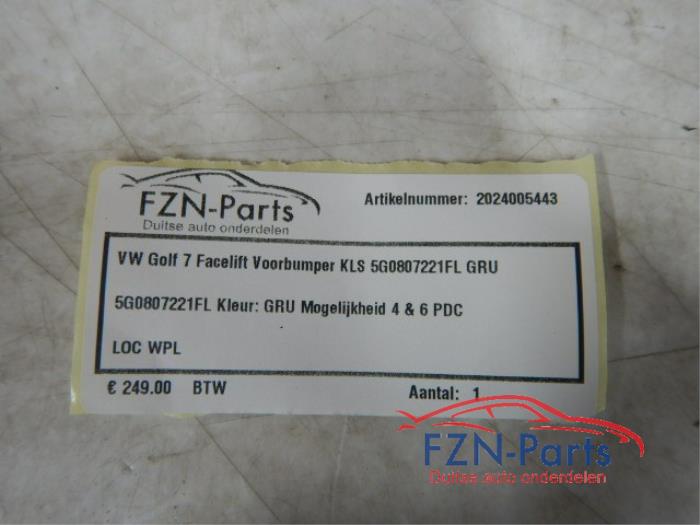 FZN-Parts
Duitse auto onderdelen
Artikelnummer: 2024005443
VW Golf 7 Facelift Voorbumper KLS 5G0807221FL GRU
5G0807221FL Kleur: GRU Mogelijkheid 4 & 6 PDC
LOC WPL
€ 249.00 BTW
Aantal: 1
FZN-Parts
Duitse auto onderdelen